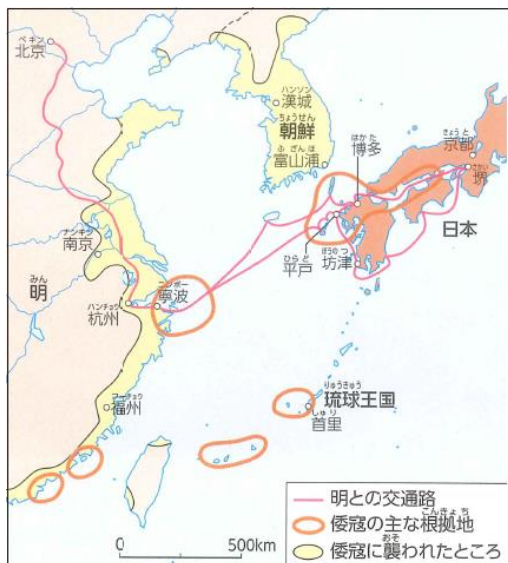 ペキン
北京
ハンソン
漢城
ちょうせん
朝鮮
ふざんほ
富山浦
はかた
博多
きょうと
京都
さかい
堺
日本
ナンキン
南京
みん
明
ハンチョウ
杭州
ニンポー
寧波
ひらど
平戸
ぼうのつ
坊津
フーチョウ
福州
りゅうきゅう
琉球王国
しゅり
首里
0 500km
明との交通路
こんきょち
倭寇の主な根拠地
おそ
倭寇に襲われたところ